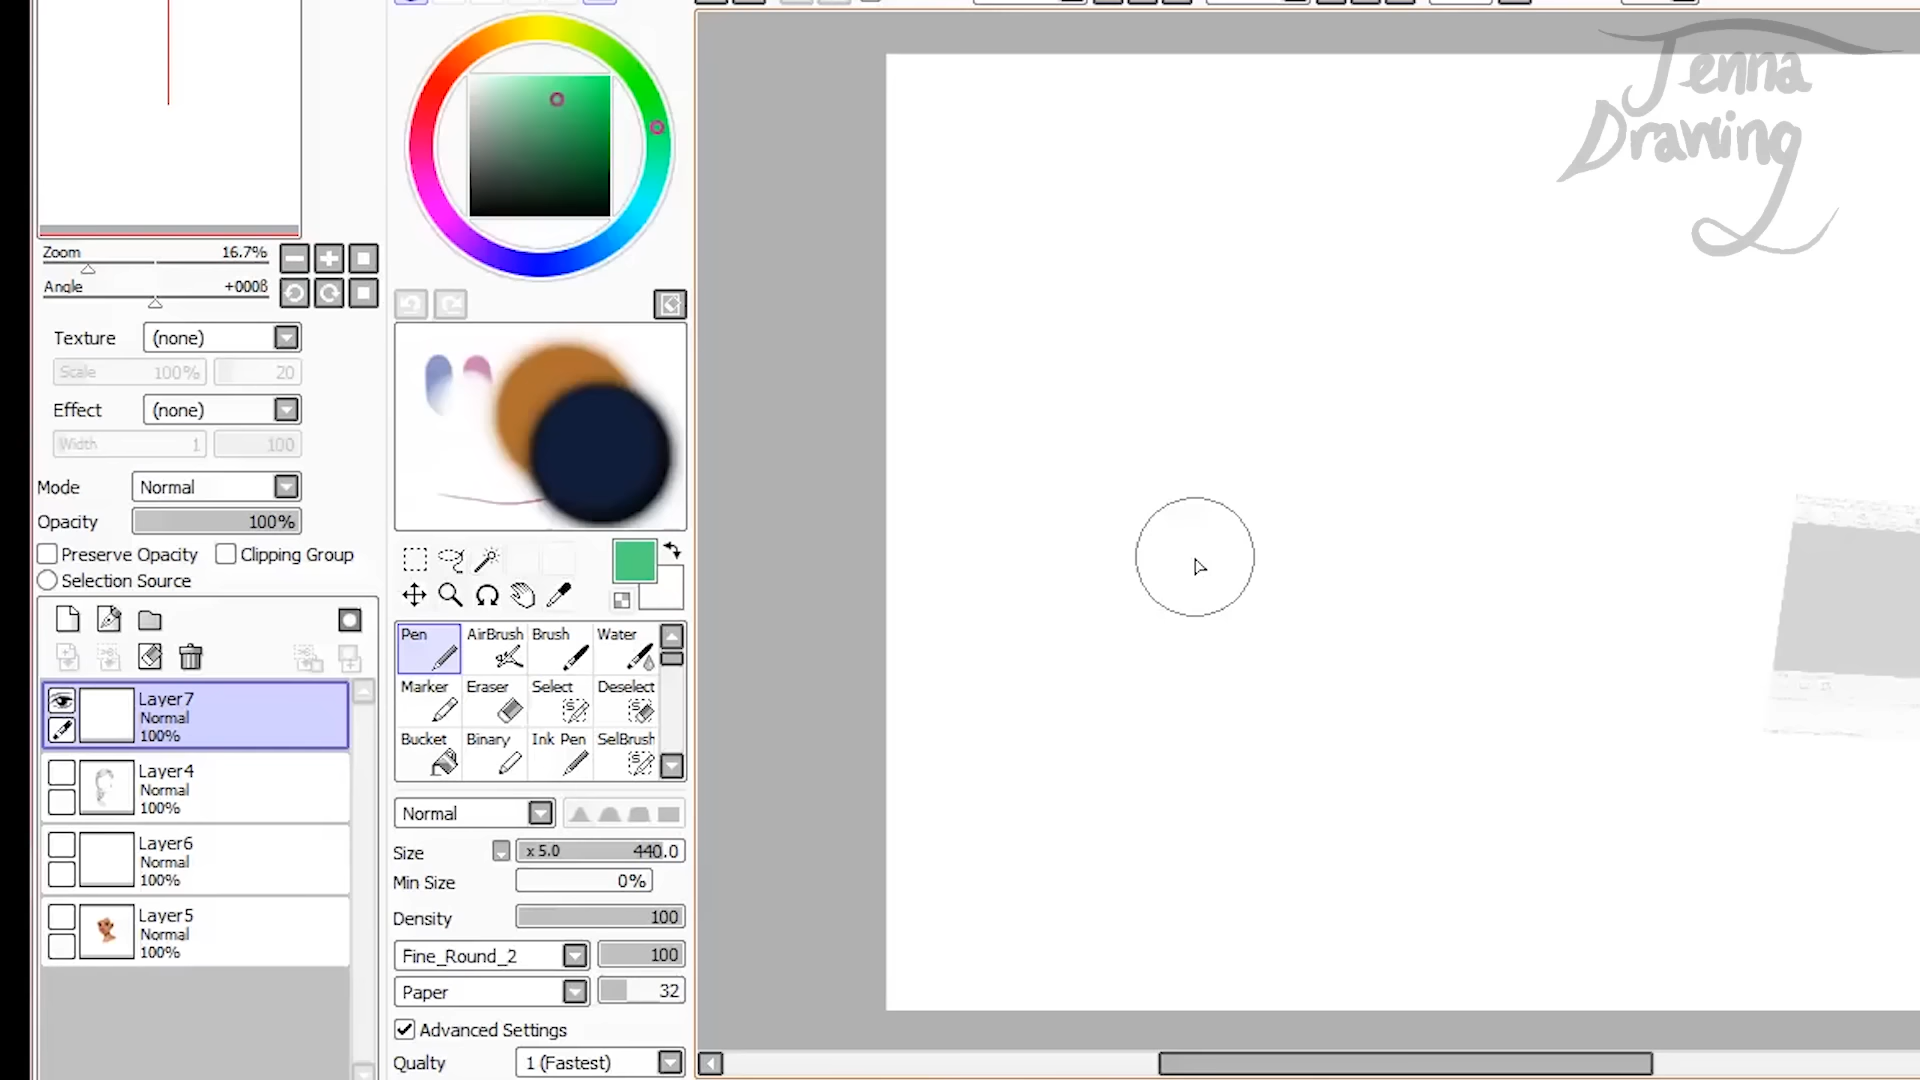 Jenna
Drawing
Zoom 16.7%
Angle +0008
Texture (none)
Scale 100% 20
Effect (none)
Width 1 100
Mode Normal
Opacity 100%
Preserve Opacity Clipping Group
Selection Source
Layer7
Normal
100%
Layer4
Normal
100%
Layer6
Normal
100%
Layer5
Normal
100%
Pen AirBrush Brush Water
Marker Eraser Select Deselect
Bucket Binary Ink Pen SelBrush
Normal
Size x 5.0 440.0
Min Size 0%
Density 100
Fine_Round_2 100
Paper 32
Advanced Settings
Qualty 1 (Fastest)